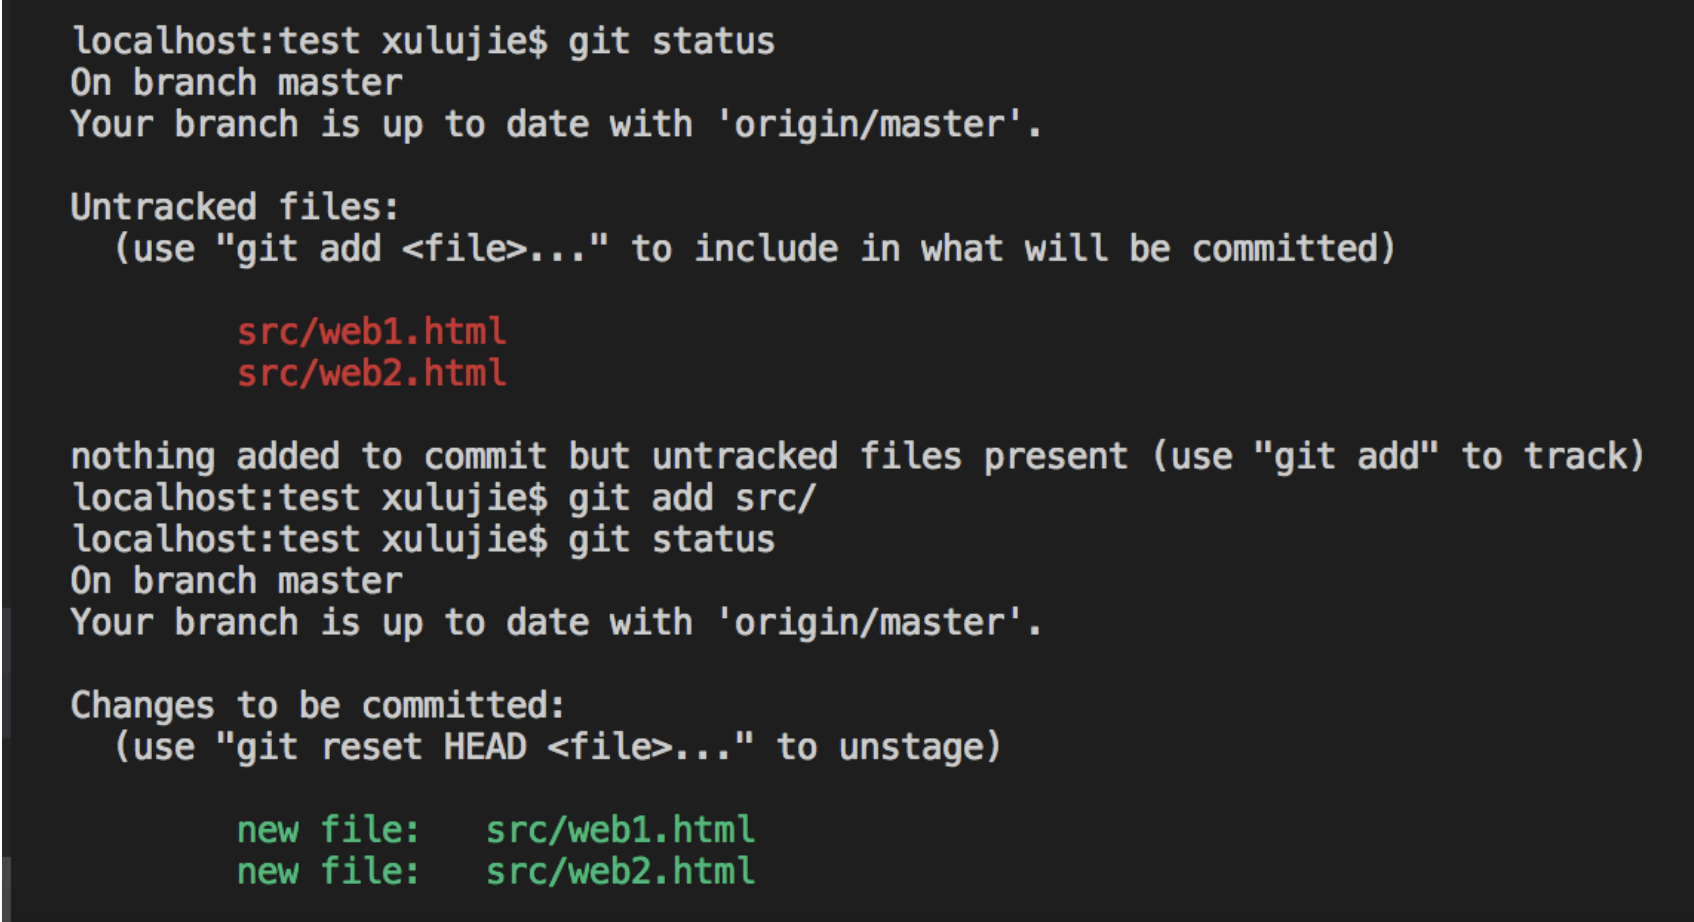 localhost:test xulujie$ git status
On branch master
Your branch is up to date with 'origin/master'.
Untracked files:
(use "git add <file>..." to include in what will be committed)
src/web1.html
src/web2.html
nothing added to commit but untracked files present (use "git add" to track)
localhost:test xulujie$ git add src/
localhost:test xulujie$ git status
On branch master
Your branch is up to date with 'origin/master'.
Changes to be committed:
(use "git reset HEAD <file>..." to unstage)
new file:   src/web1.html
new file:   src/web2.html